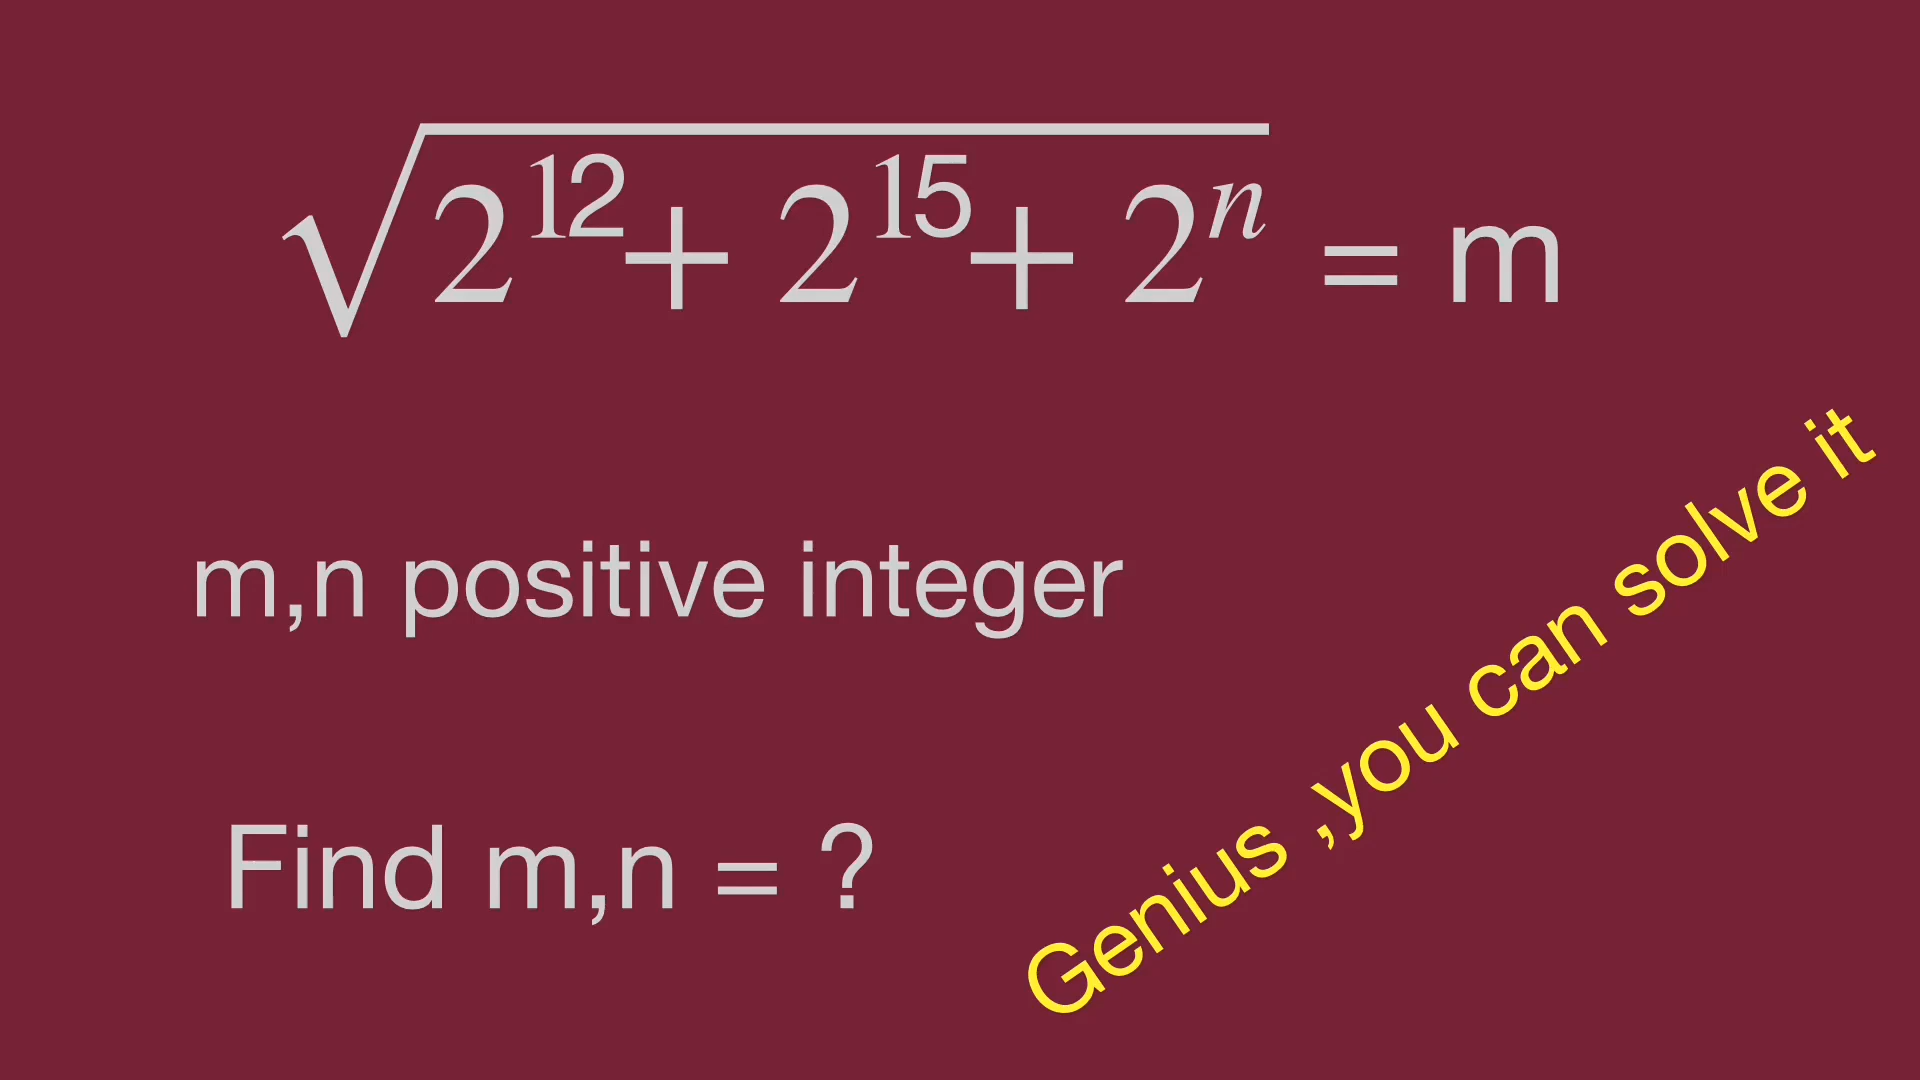 √(2¹² + 2¹⁵ + 2ⁿ) = m
m,n positive integer
Find m,n = ?
Genius ,you can solve it